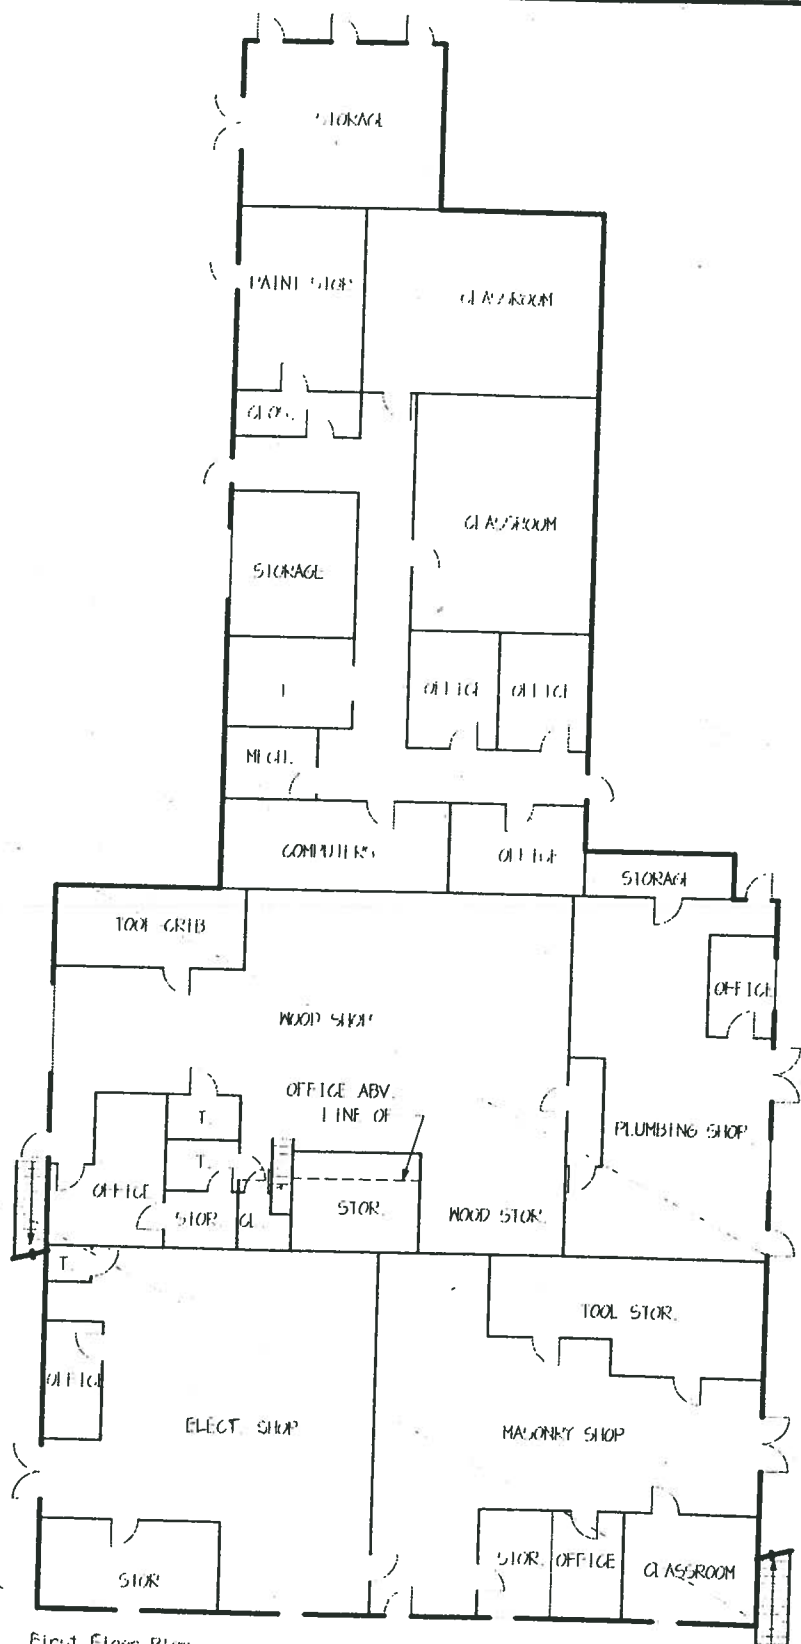 STORAGE
PAINT STOP
CLASSROOM
CLOS.
CLASSROOM
STORAGE
T
OFFICE
OFFICE
MECH.
COMPUTERS
OFFICE
STORAGE
TOOL CRIB
OFFICE
WOOD SHOP
OFFICE ABV.
LINE OF
T.
PLUMBING SHOP
T.
OFFICE
STOR.
CL.
STOR.
WOOD STOR.
T.
TOOL STOR.
OFFICE
ELECT. SHOP
MASONRY SHOP
STOR.
STOR.
OFFICE
CLASSROOM
First Floor Plan